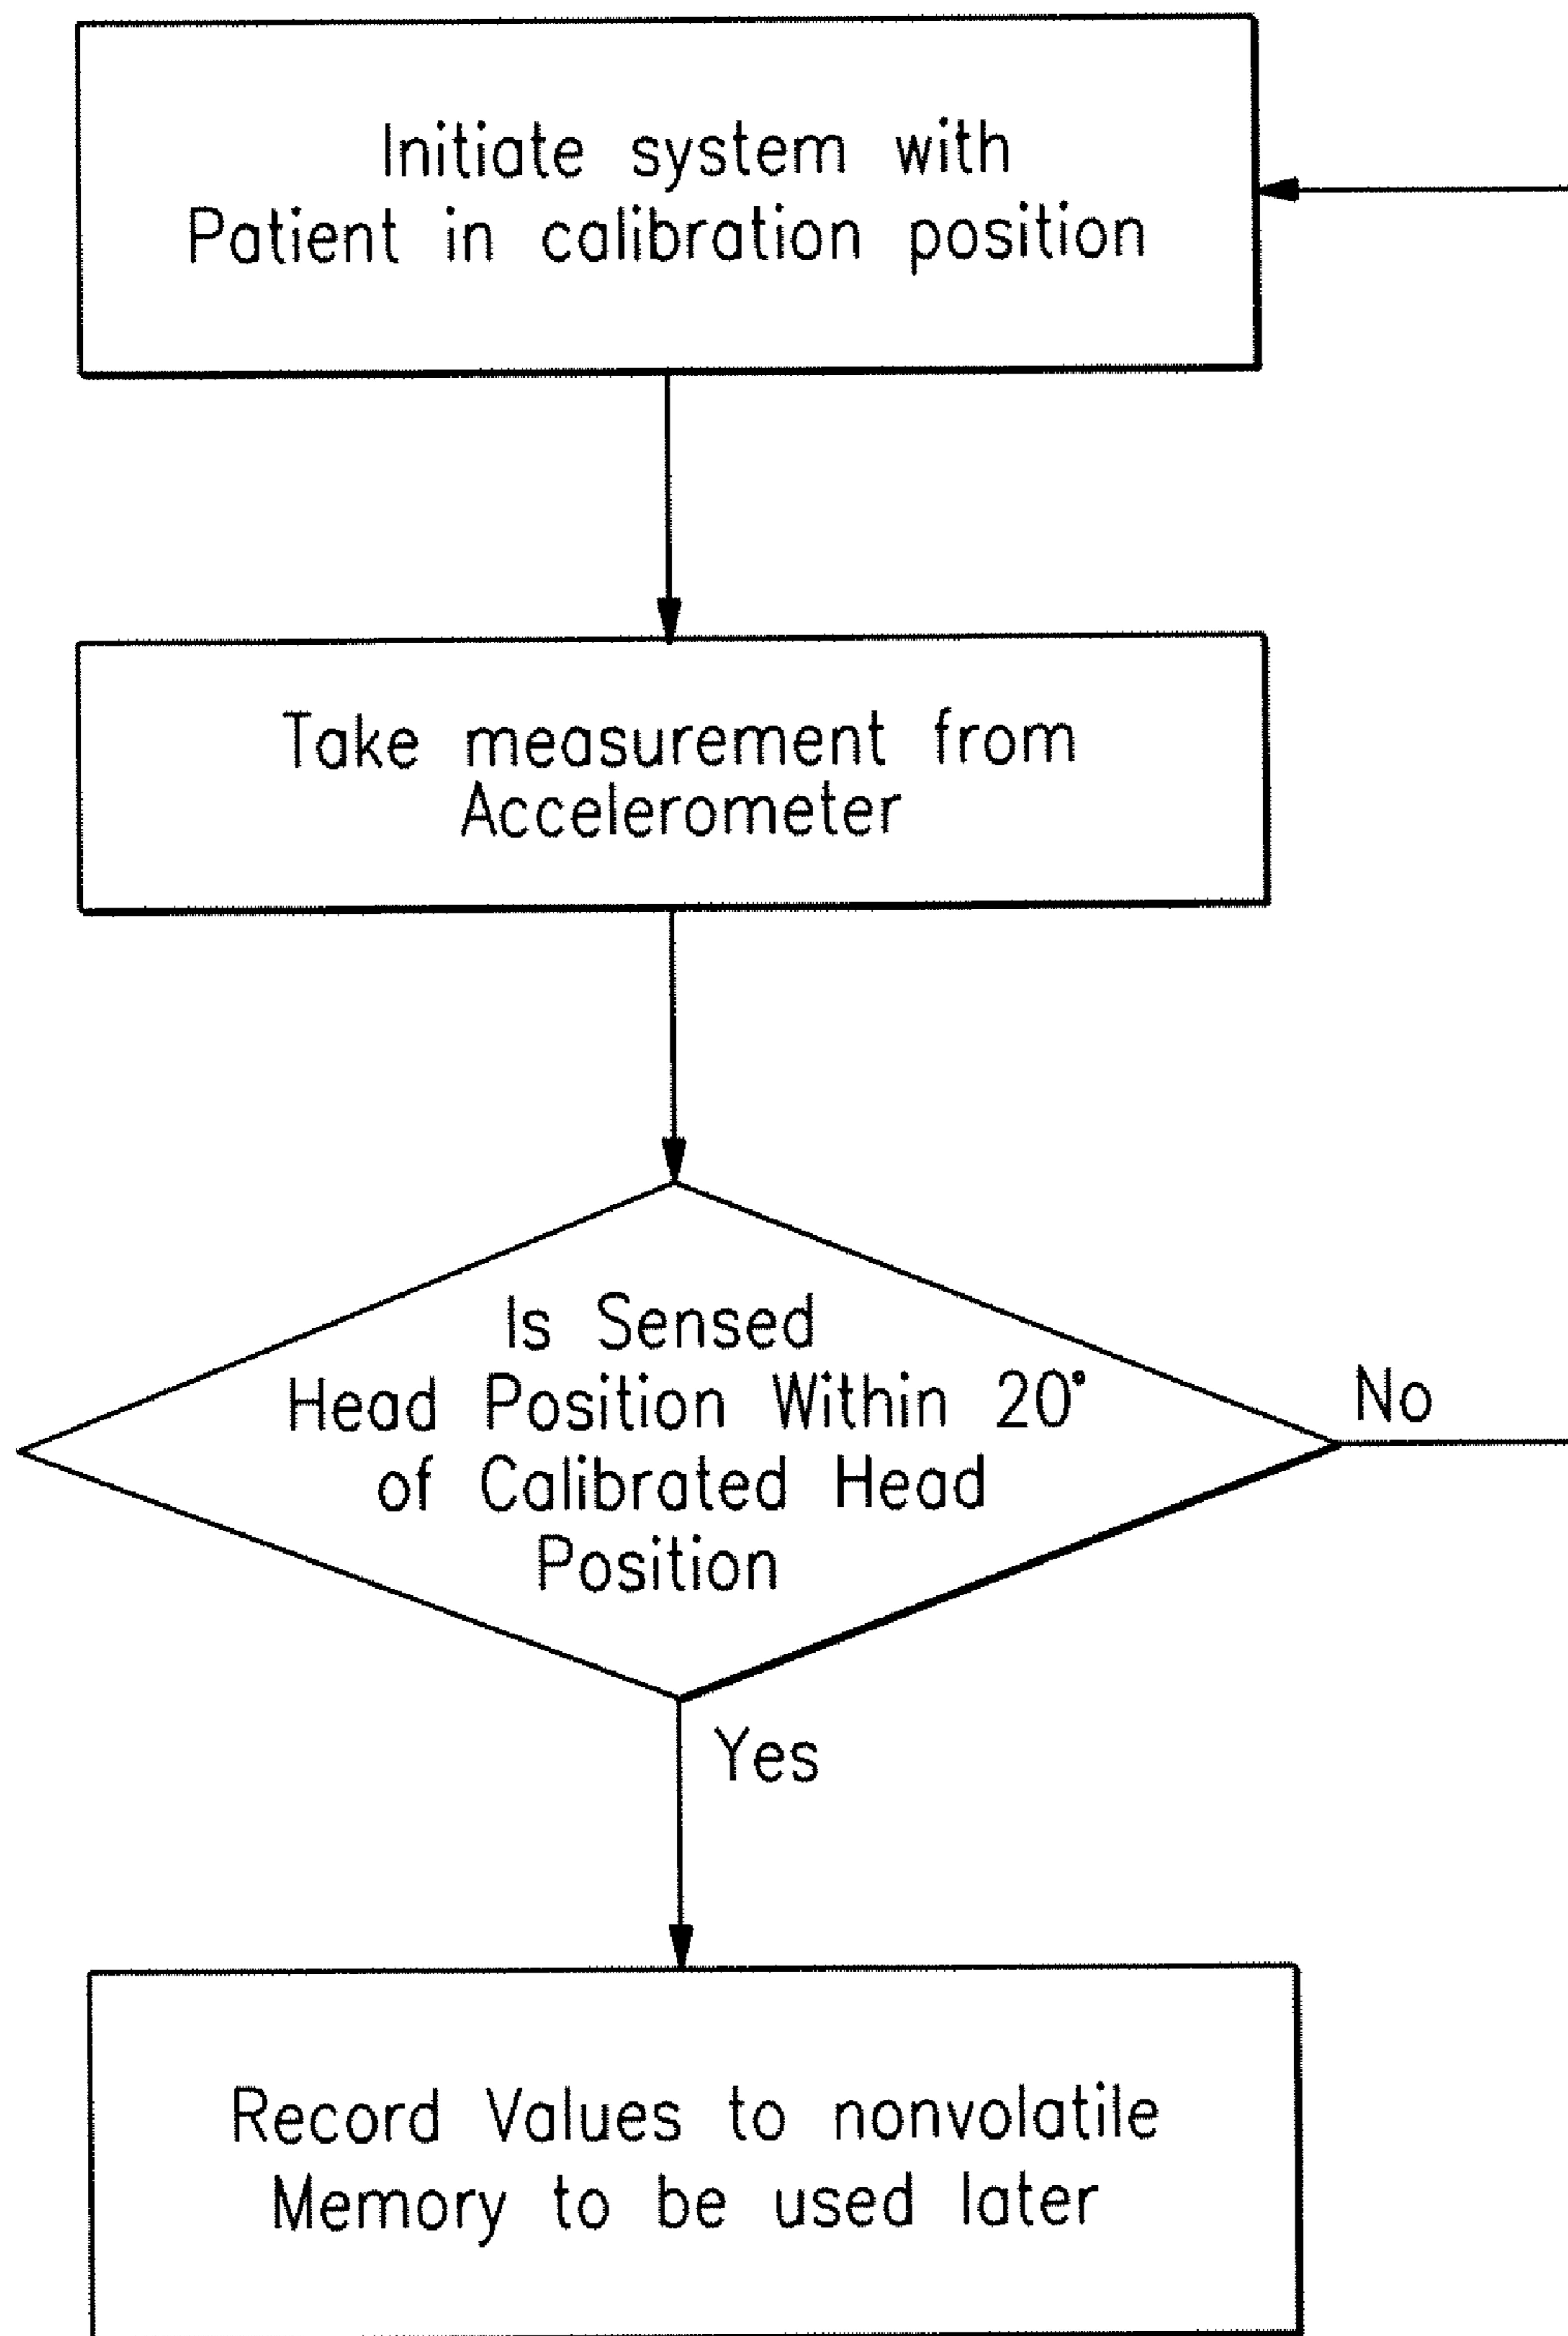 Initiate system with
Patient in calibration position
Take measurement from
Accelerometer
Is Sensed
Head Position Within 20°
of Calibrated Head
Position
No
Yes
Record Values to nonvolatile
Memory to be used later